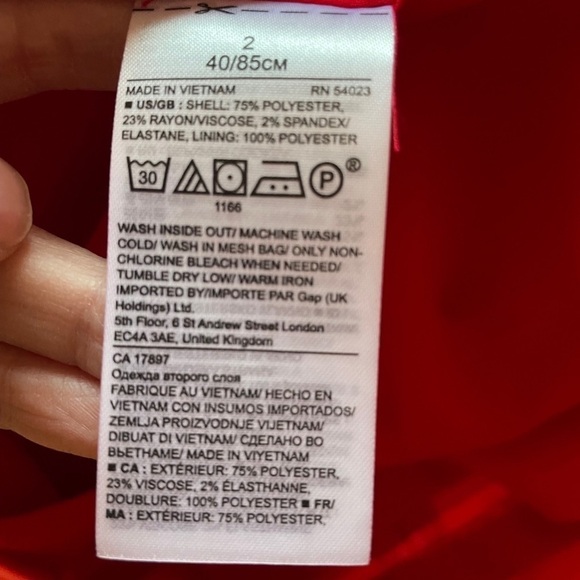 2
40/85CM
MADE IN VIETNAM RN 54023
■ US/GB : SHELL: 75% POLYESTER,
23% RAYON/VISCOSE, 2% SPANDEX/
ELASTANE, LINING: 100% POLYESTER
30 P ®
1166
WASH INSIDE OUT/ MACHINE WASH
COLD/ WASH IN MESH BAG/ ONLY NON-
CHLORINE BLEACH WHEN NEEDED/
TUMBLE DRY LOW/ WARM IRON
IMPORTED BY/IMPORTE PAR Gap (UK
Holdings) Ltd.
5th Floor, 6 St Andrew Street London
EC4A 3AE, United Kingdom
CA 17897
Одежда второго слоя
FABRIQUE AU VIETNAM/ HECHO EN
VIETNAM CON INSUMOS IMPORTADOS/
ZEMLJA PROIZVODNJE VIJETNAM/
DIBUAT DI VIETNAM/ СДЕЛАНО ВО
ВЬЕТНАМЕ/ MADE IN VIYETNAM
■ CA : EXTÉRIEUR: 75% POLYESTER,
23% VISCOSE, 2% ÉLASTHANNE,
DOUBLURE: 100% POLYESTER ■ FR/
MA : EXTÉRIEUR: 75% POLYESTER,